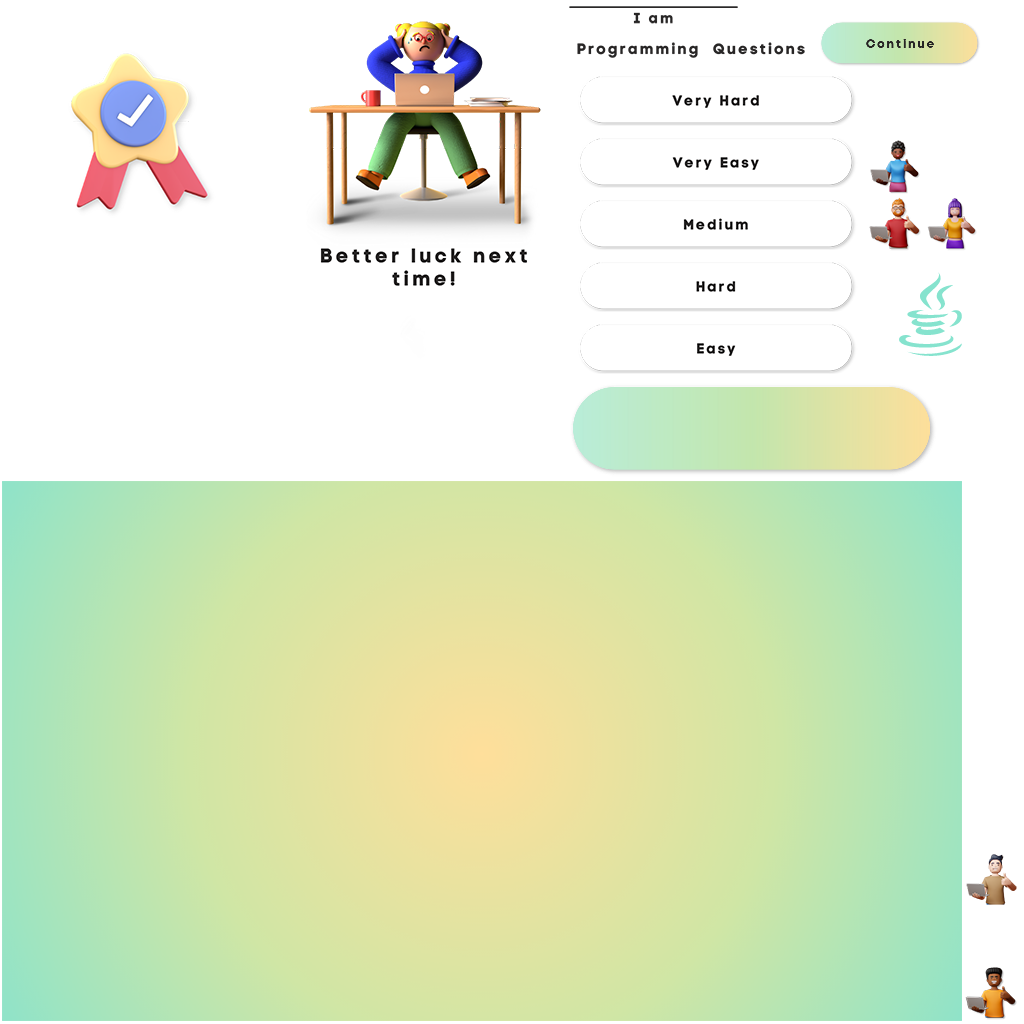 I am
Programming Questions
Continue
Very Hard
Very Easy
Medium
Hard
Easy
Better luck next
time!